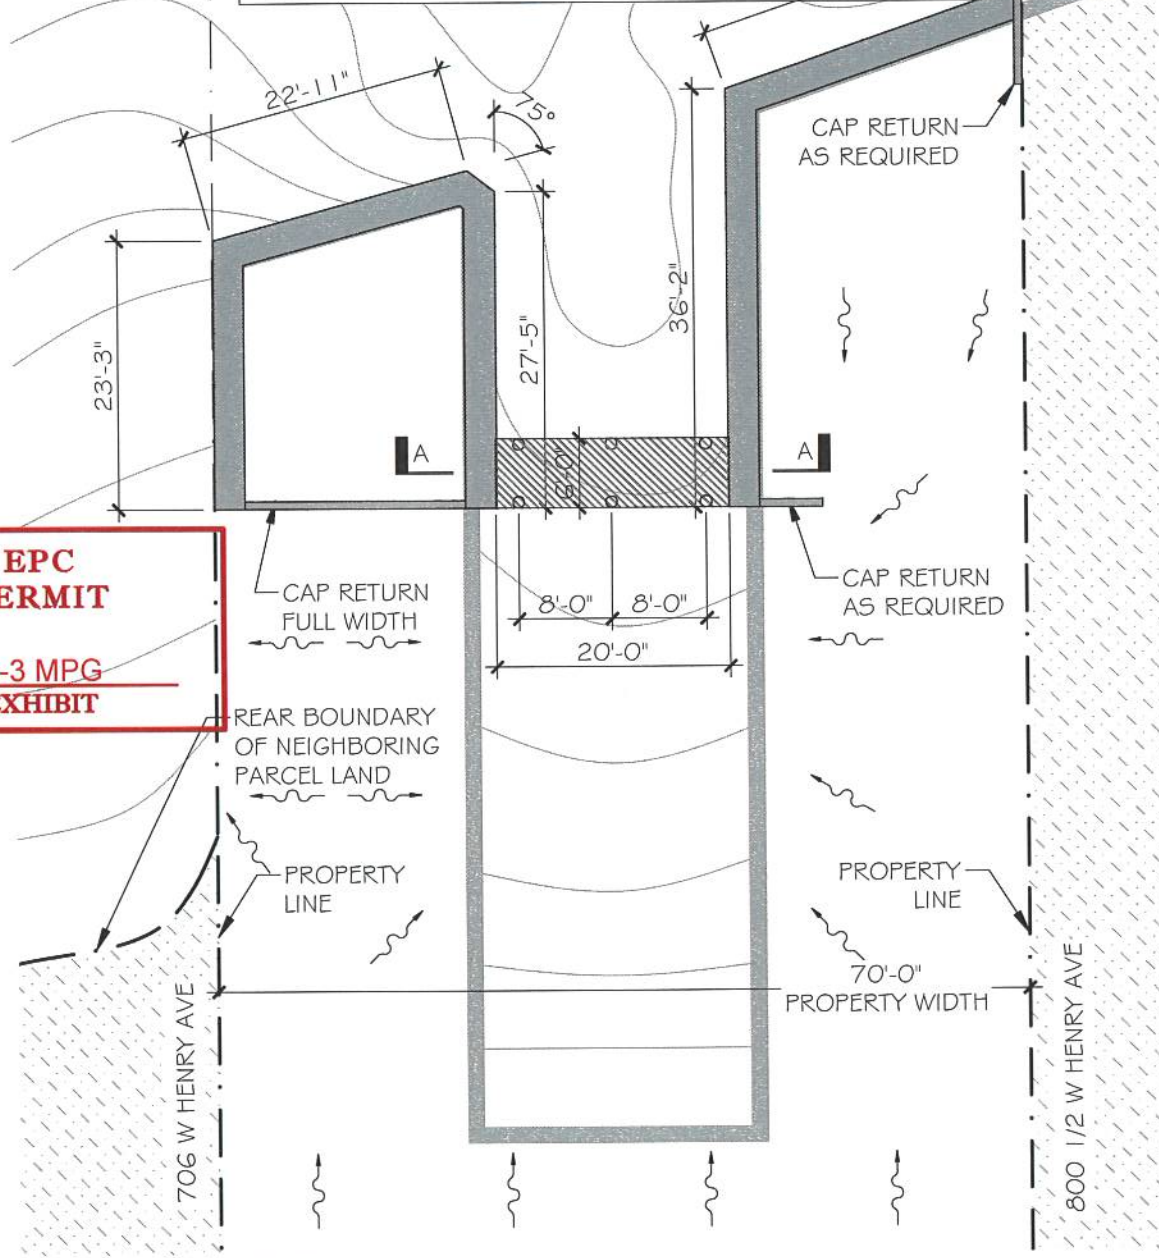 22'-11"
75°
CAP RETURN
AS REQUIRED
23'-3"
27'-5"
36'-2"
A
6'-0"
A
EPC
ERMIT
-3 MPG
XHIBIT
CAP RETURN
FULL WIDTH
8'-0"
8'-0"
20'-0"
CAP RETURN
AS REQUIRED
REAR BOUNDARY
OF NEIGHBORING
PARCEL LAND
PROPERTY
LINE
PROPERTY
LINE
70'-0"
PROPERTY WIDTH
706 W HENRY AVE
800 1/2 W HENRY AVE